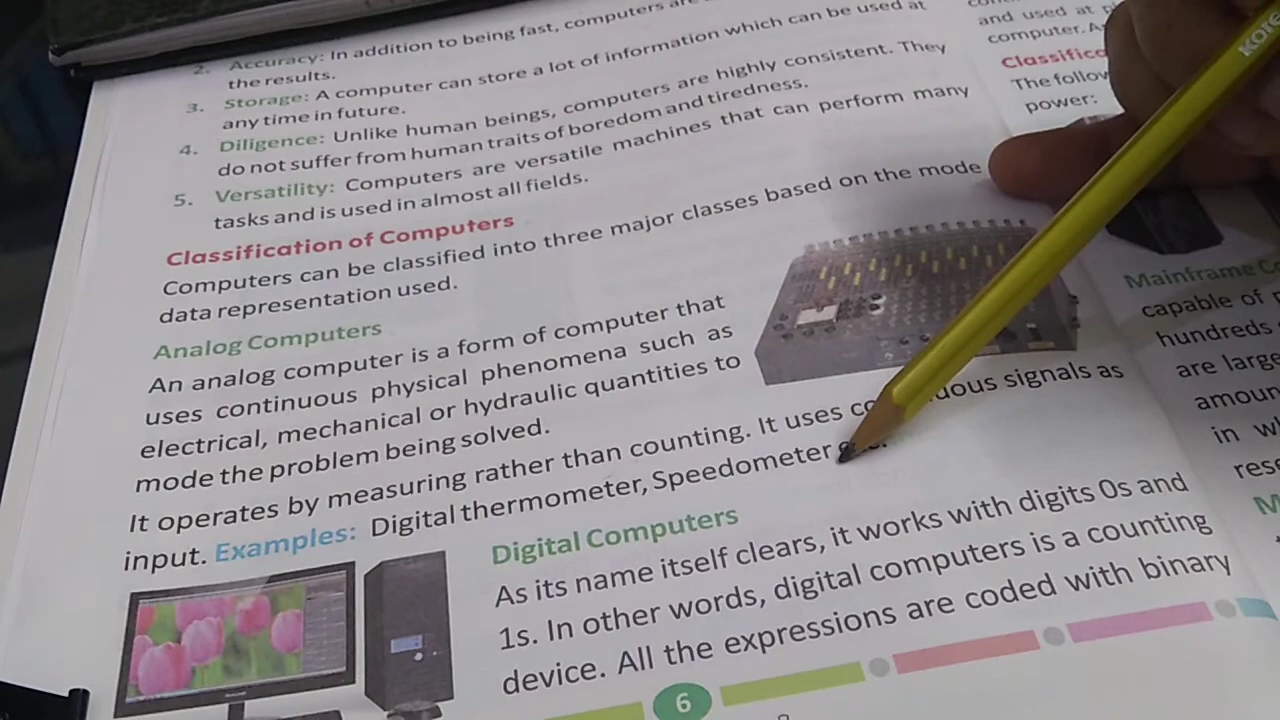 2. Accuracy: In addition to being fast, computers are
the results.
3. Storage: A computer can store a lot of information which can be used at
any time in future.
4. Diligence: Unlike human beings, computers are highly consistent. They
do not suffer from human traits of boredom and tiredness.
5. Versatility: Computers are versatile machines that can perform many
tasks and is used in almost all fields.
Classification of Computers
Computers can be classified into three major classes based on the mode
data representation used.
Analog Computers
An analog computer is a form of computer that
uses continuous physical phenomena such as
electrical, mechanical or hydraulic quantities to
mode the problem being solved.
It operates by measuring rather than counting. It uses signals as
input. Examples: Digital thermometer, Speedometer
Digital Computers
As its name itself clears, it works with digits 0s and
1s. In other words, digital computers is a counting
device. All the expressions are coded with binary
6
and used at
computer. A
The follow
power:
Mainframe
capable of
hundreds
are large
in